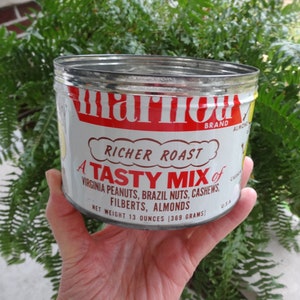 BRAND
ALMON
RICHER ROAST
A TASTY MIX of
VIRGINIA PEANUTS, BRAZIL NUTS, CASHEWS,
FILBERTS, ALMONDS
NET WEIGHT 13 OUNCES (369 GRAMS)
U.S.